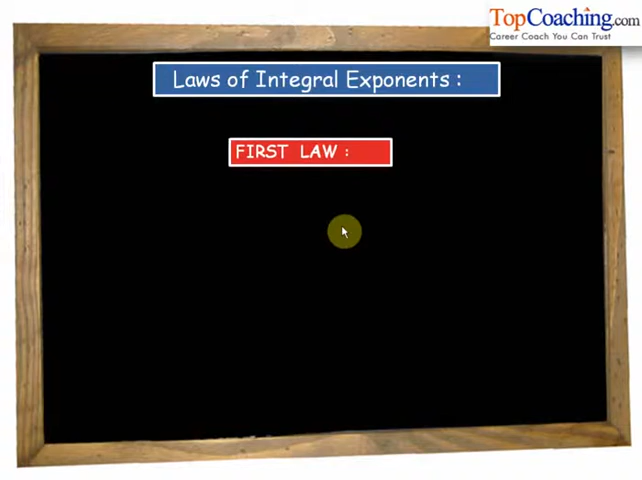 TopCoaching.com
Career Coach You Can Trust
Laws of Integral Exponents :
FIRST LAW :